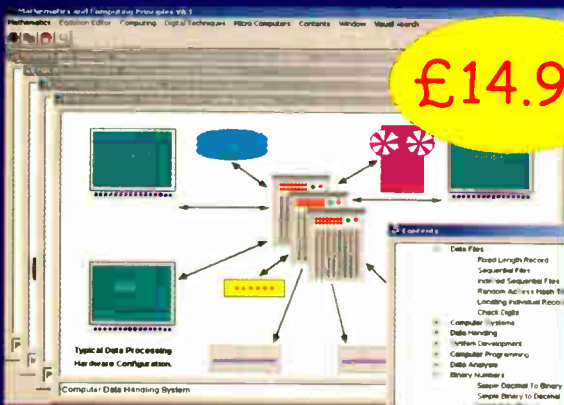 Mathematics and Computing Principles V8.1
Mathematics Equation Editor Computing Digital Techniques Micro Computers Contents Window Visual search
£14.9
Contents
Data Files
Fixed Length Record
Sequential Files
Indexed Sequential Files
Random Access Hash T
Locating Individual Recor
Check Digits
Computer Systems
Data Handling
System Development
Computer Programming
Data Analysis
Binary Numbers
Simple Decimal To Binary
Simple Binary to Decimal
Typical Data Processing
Hardware Configuration.
Computer Data Handling System